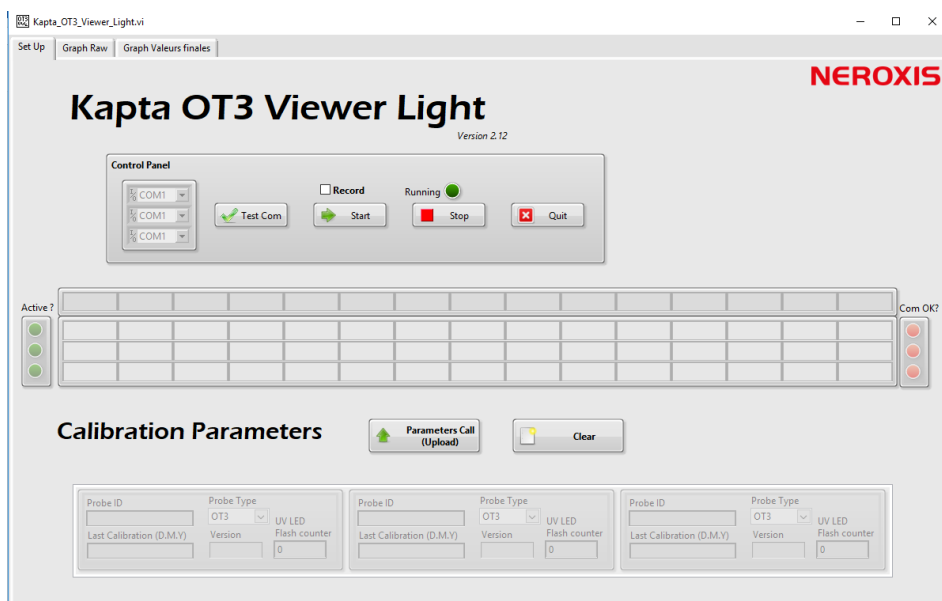 Kapta_OT3_Viewer_Light.vi
Set Up Graph Raw Graph Valeurs finales
NEROXIS
Kapta OT3 Viewer Light
Version 2.12
Control Panel
COM1
COM1
COM1
Test Com
Record
Start
Running
Stop
Quit
Active ?
Com OK?
Calibration Parameters
Parameters Call
(Upload)
Clear
Probe ID
Probe Type
OT3
Last Calibration (D.M.Y)
Version
UV LED
Flash counter
0
Probe ID
Probe Type
OT3
Last Calibration (D.M.Y)
Version
UV LED
Flash counter
0
Probe ID
Probe Type
OT3
Last Calibration (D.M.Y)
Version
UV LED
Flash counter
0